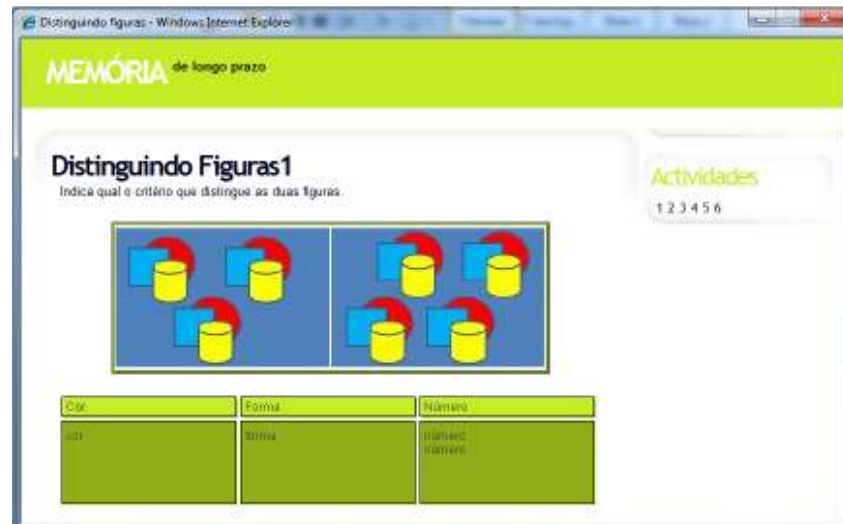 Distinguindo figuras - Windows Internet Explorer
MEMÓRIA de longo prazo
Distinguindo Figuras1
Indica qual o critério que distingue as duas figuras.
Actividades
1 2 3 4 5 6
Cor
Forma
Número
cor
forma
número
número